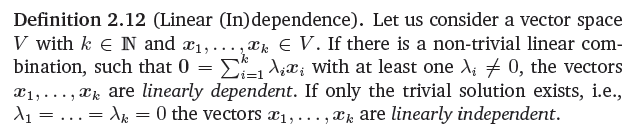 Definition 2.12 (Linear (In)dependence). Let us consider a vector space
V with k ∈ ℕ and x₁, . . . , xₖ ∈ V. If there is a non-trivial linear com-
bination, such that 0 = ∑ᵏᵢ₌₁ λᵢxᵢ with at least one λᵢ ≠ 0, the vectors
x₁, . . . , xₖ are linearly dependent. If only the trivial solution exists, i.e.,
λ₁ = . . . = λₖ = 0 the vectors x₁, . . . , xₖ are linearly independent.